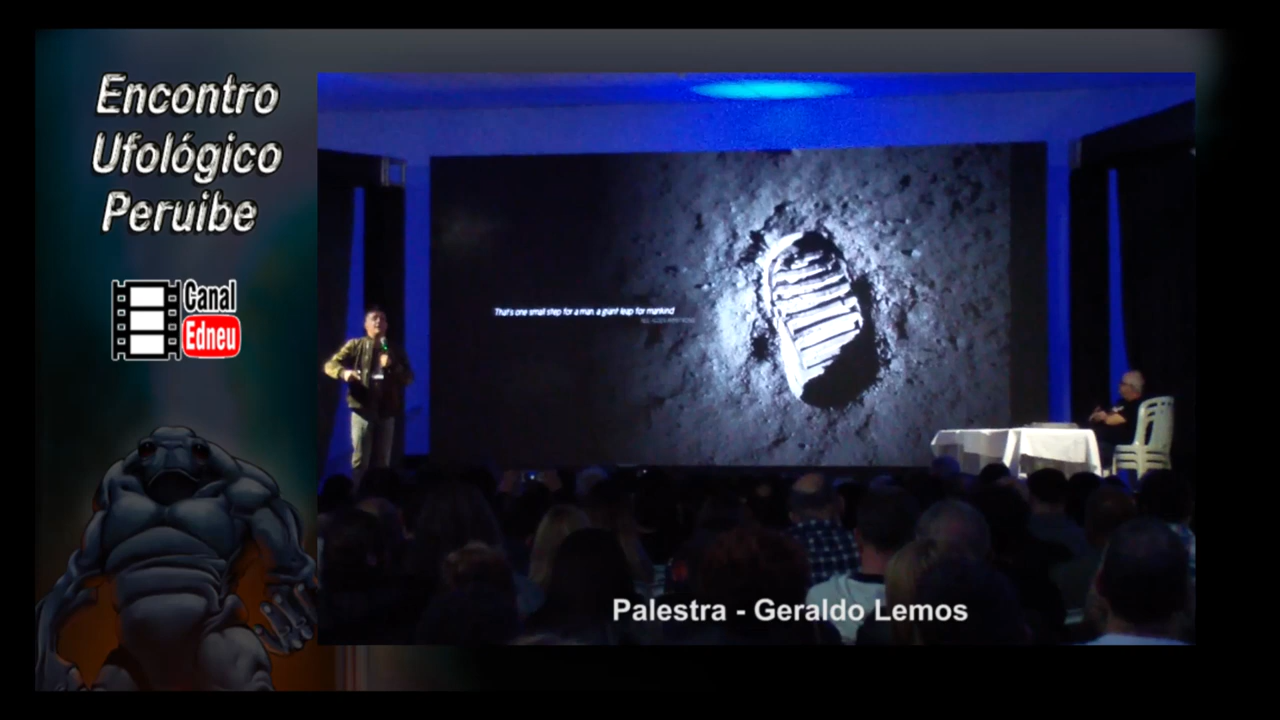 Encontro
Ufológico
Peruibe
Canal
Edneu
That's one small step for a man, a giant leap for mankind
Palestra - Geraldo Lemos